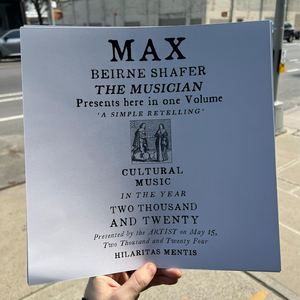 MAX
BEIRNE SHAFER
THE MUSICIAN
Presents here in one Volume
'A SIMPLE RETELLING'
CULTURAL
MUSIC
IN THE YEAR
TWO THOUSAND
AND TWENTY
Presented by the ARTIST on May 15,
Two Thousand and Twenty Four
HILARITAS MENTIS